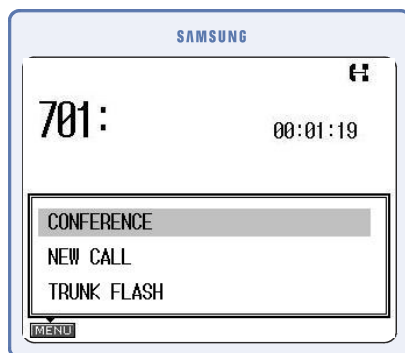 SAMSUNG
701:
00:01:19
CONFERENCE
NEW CALL
TRUNK FLASH
MENU